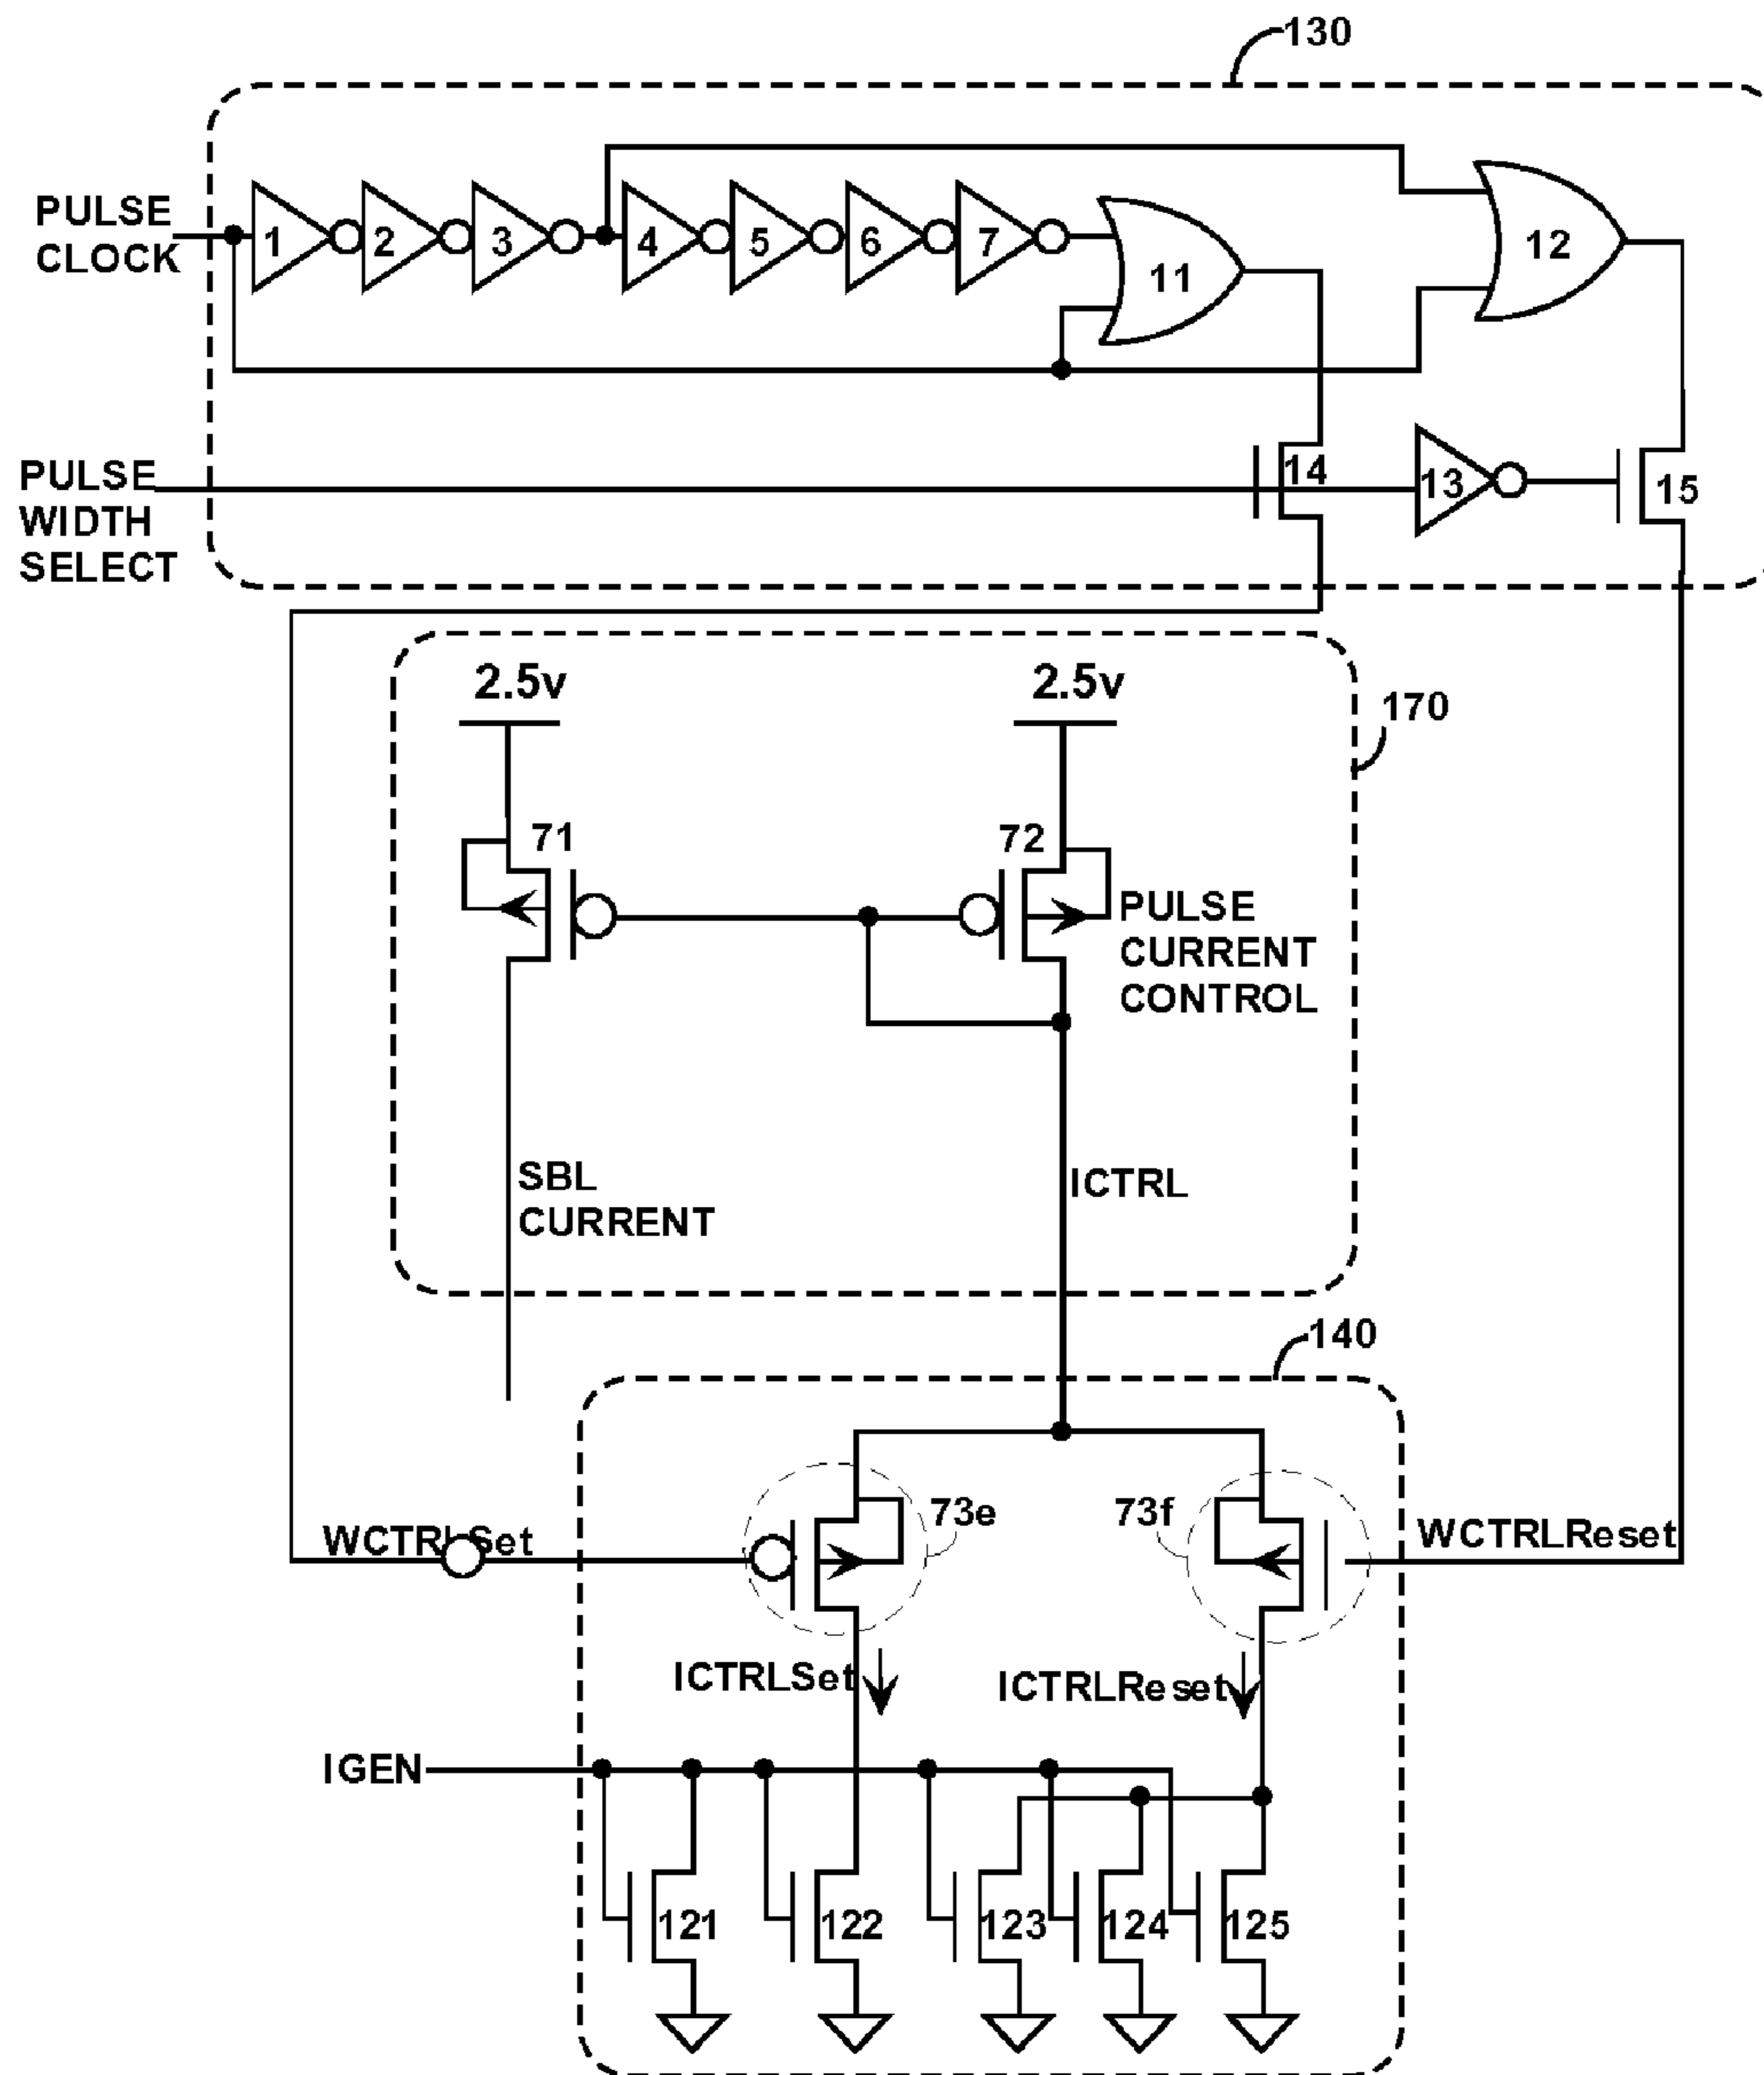 130
PULSE
CLOCK
1
2
3
4
5
6
7
11
12
PULSE
WIDTH
SELECT
14
13
15
2.5v
2.5v
170
71
72
PULSE
CURRENT
CONTROL
SBL
CURRENT
ICTRL
140
WCTRLSet
73e
73f
WCTRLReset
ICTRLSet
ICTRLReset
IGEN
121
122
123
124
125